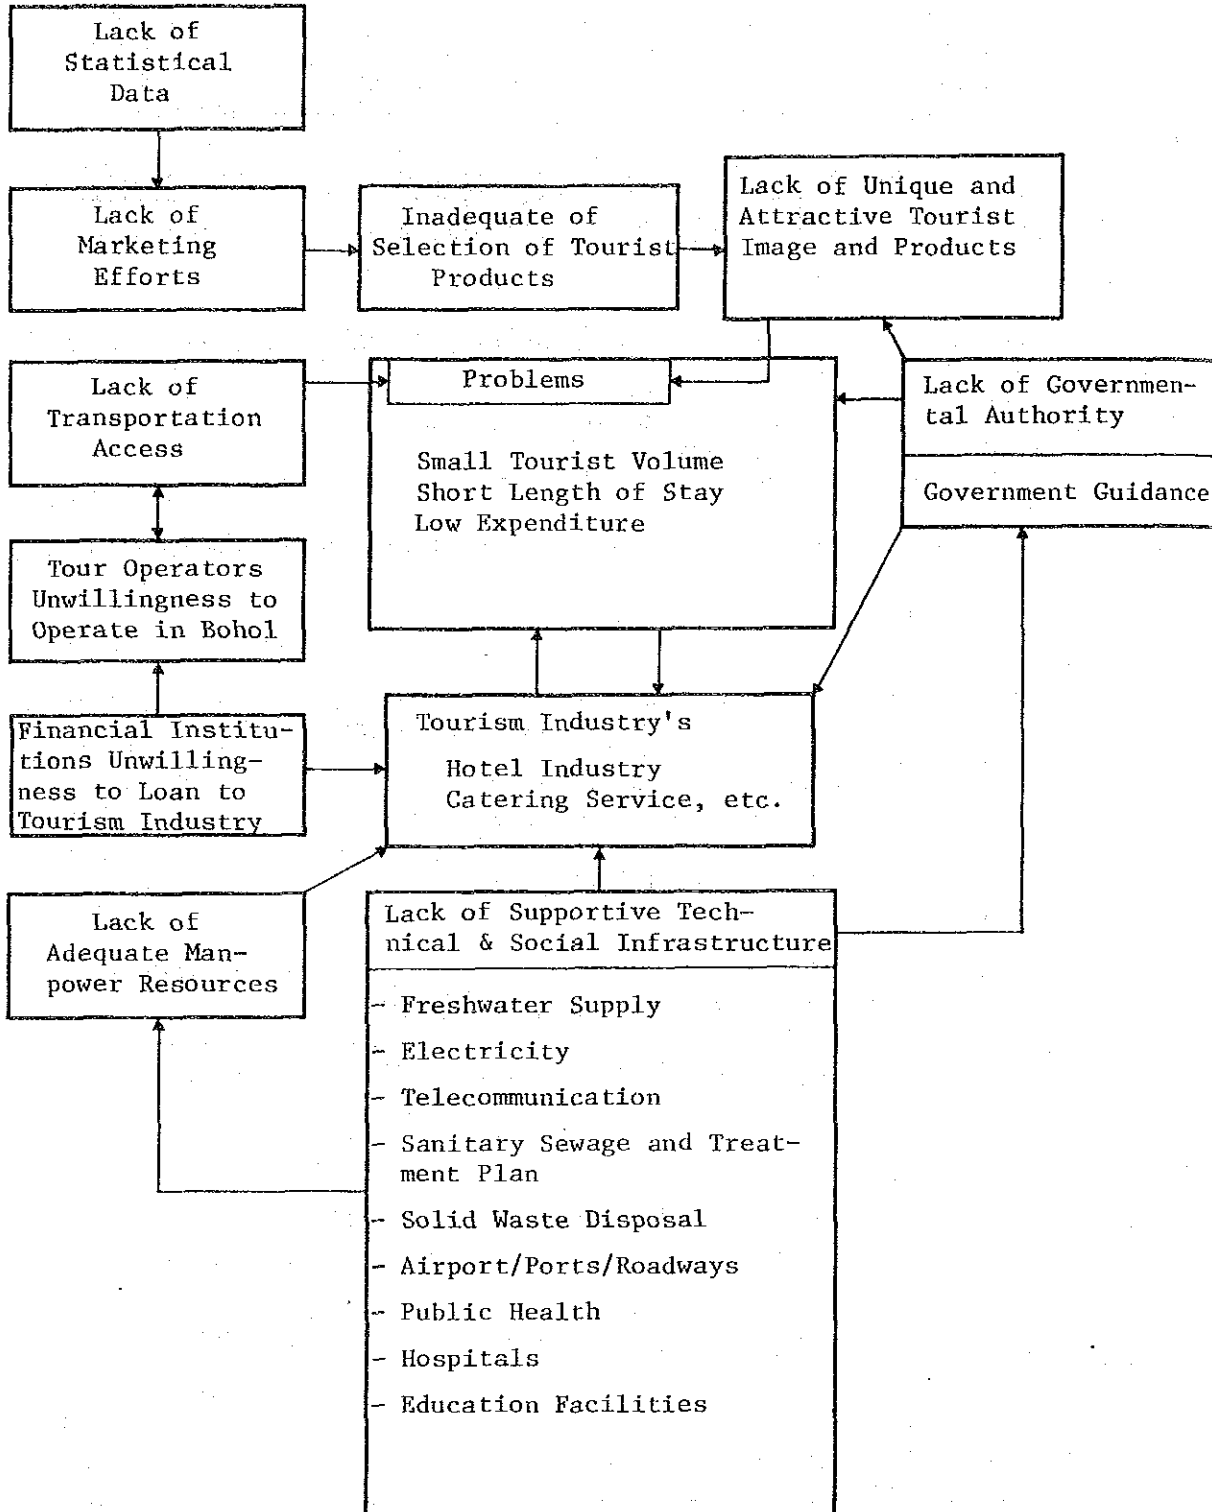 Lack of
Statistical
Data
Lack of
Marketing
Efforts
Inadequate of
Selection of Tourist
Products
Lack of Unique and
Attractive Tourist
Image and Products
Lack of
Transportation
Access
Problems
Small Tourist Volume
Short Length of Stay
Low Expenditure
Lack of Governmen-
tal Authority
Government Guidance
Tour Operators
Unwillingness to
Operate in Bohol
Financial Institu-
tions Unwilling-
ness to Loan to
Tourism Industry
Tourism Industry's
Hotel Industry
Catering Service, etc.
Lack of
Adequate Man-
power Resources
Lack of Supportive Tech-
nical & Social Infrastructure
- Freshwater Supply
- Electricity
- Telecommunication
- Sanitary Sewage and Treat-
ment Plan
- Solid Waste Disposal
- Airport/Ports/Roadways
- Public Health
- Hospitals
- Education Facilities